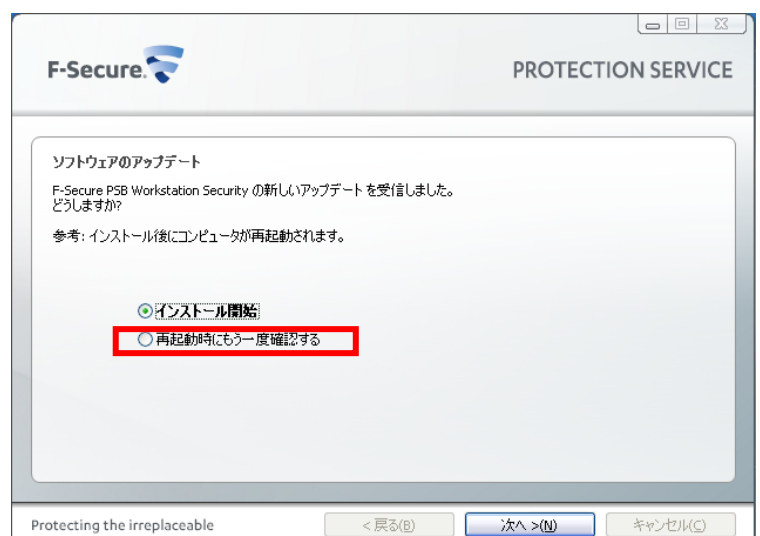 F-Secure.
PROTECTION SERVICE
ソフトウェアのアップデート
F-Secure PSB Workstation Security の新しいアップデート を受信しました。
どうしますか?
参考: インストール後にコンピュータが再起動されます。
インストール開始
再起動時にもう一度確認する
Protecting the irreplaceable
< 戻る(B)
次へ >(N)
キャンセル(C)